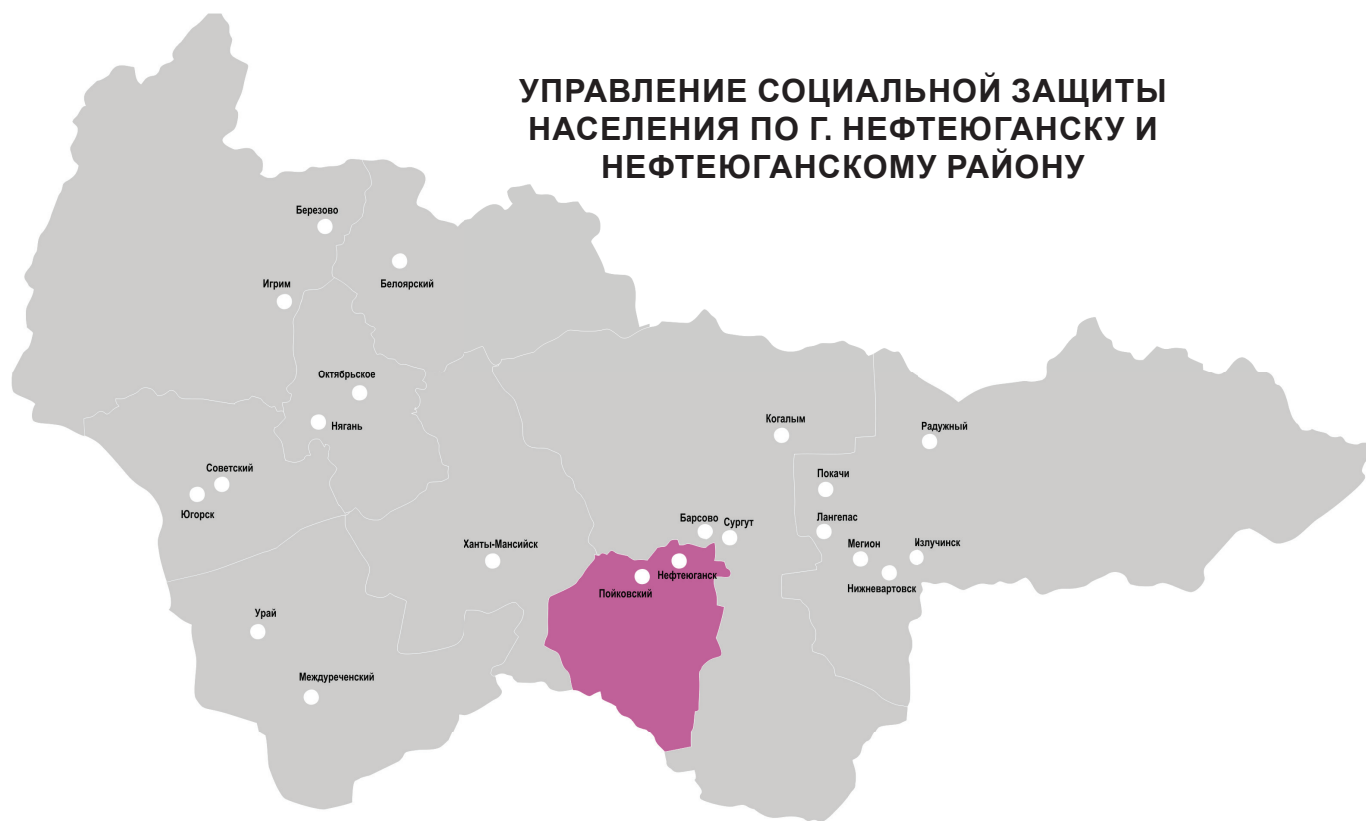 УПРАВЛЕНИЕ СОЦИАЛЬНОЙ ЗАЩИТЫ
НАСЕЛЕНИЯ ПО Г. НЕФТЕЮГАНСКУ И
НЕФТЕЮГАНСКОМУ РАЙОНУ
Березово
Белоярский
Игрим
Октябрьское
Нягань
Когалым
Радужный
Советский
Югорск
Покачи
Лангепас
Барсово
Сургут
Ханты-Мансийск
Мегион
Излучинск
Нефтеюганск
Нижневартовск
Пойковский
Урай
Междуреченский